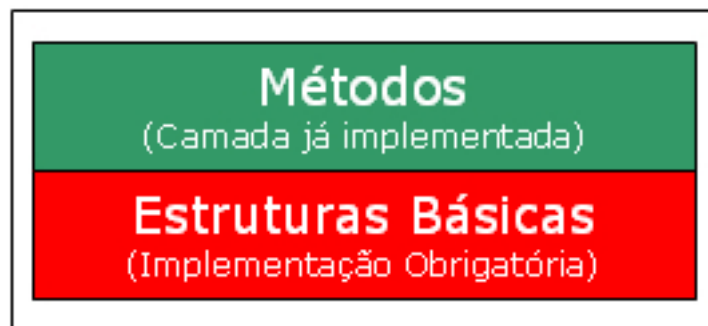 Métodos
(Camada já implementada)
Estruturas Básicas
(Implementação Obrigatória)